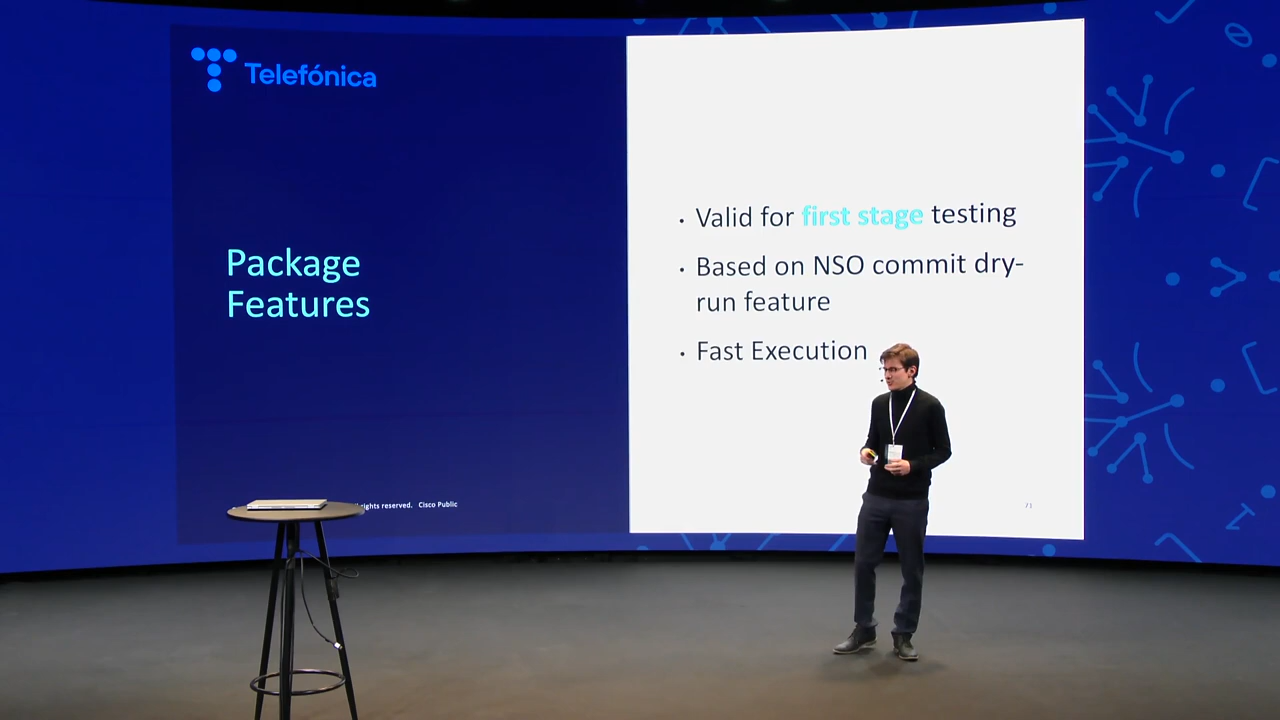 Telefónica
Package
Features
• Valid for first stage testing
• Based on NSO commit dry-
run feature
• Fast Execution
rights reserved. Cisco Public
71